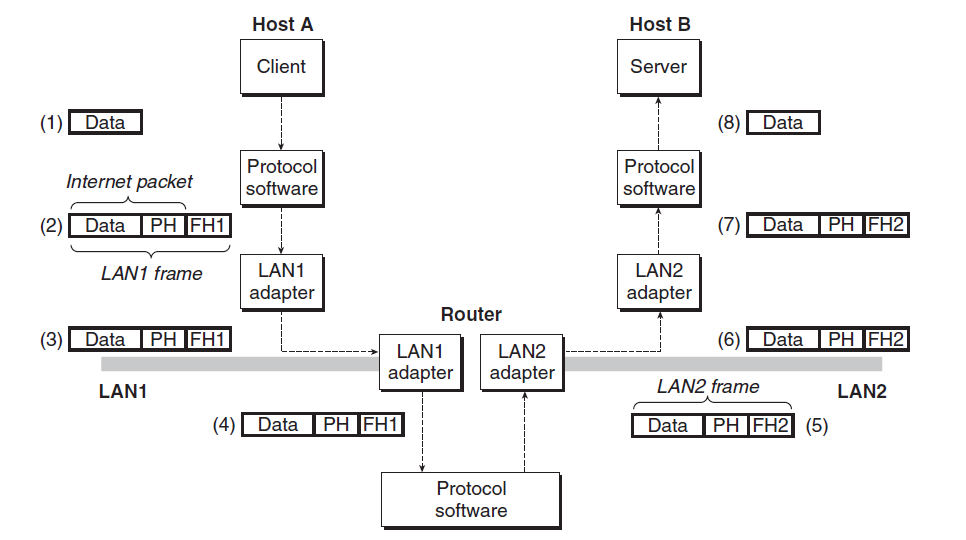 Host A
Host B
Client
Server
(1) Data
(8) Data
Protocol
software
Protocol
software
Internet packet
(2) Data PH FH1
(7) Data PH FH2
LAN1 frame
LAN1
adapter
LAN2
adapter
Router
(3) Data PH FH1
(6) Data PH FH2
LAN1
adapter
LAN2
adapter
LAN1
LAN2 frame
LAN2
(4) Data PH FH1
Data PH FH2 (5)
Protocol
software